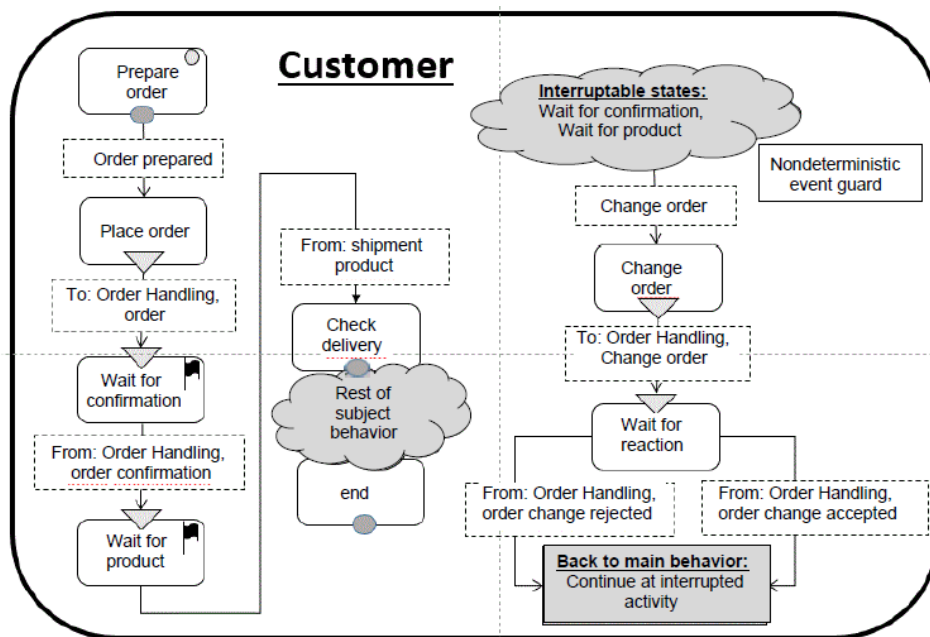 Customer
Prepare
order
Order prepared
Place order
To: Order Handling,
order
Wait for
confirmation
From: Order Handling,
order confirmation
Wait for
product
From: shipment
product
Check
delivery
Rest of
subject
behavior
end
Interruptable states:
Wait for confirmation,
Wait for product
Nondeterministic
event guard
Change order
Change
order
To: Order Handling,
Change order
Wait for
reaction
From: Order Handling,
order change rejected
From: Order Handling,
order change accepted
Back to main behavior:
Continue at interrupted
activity